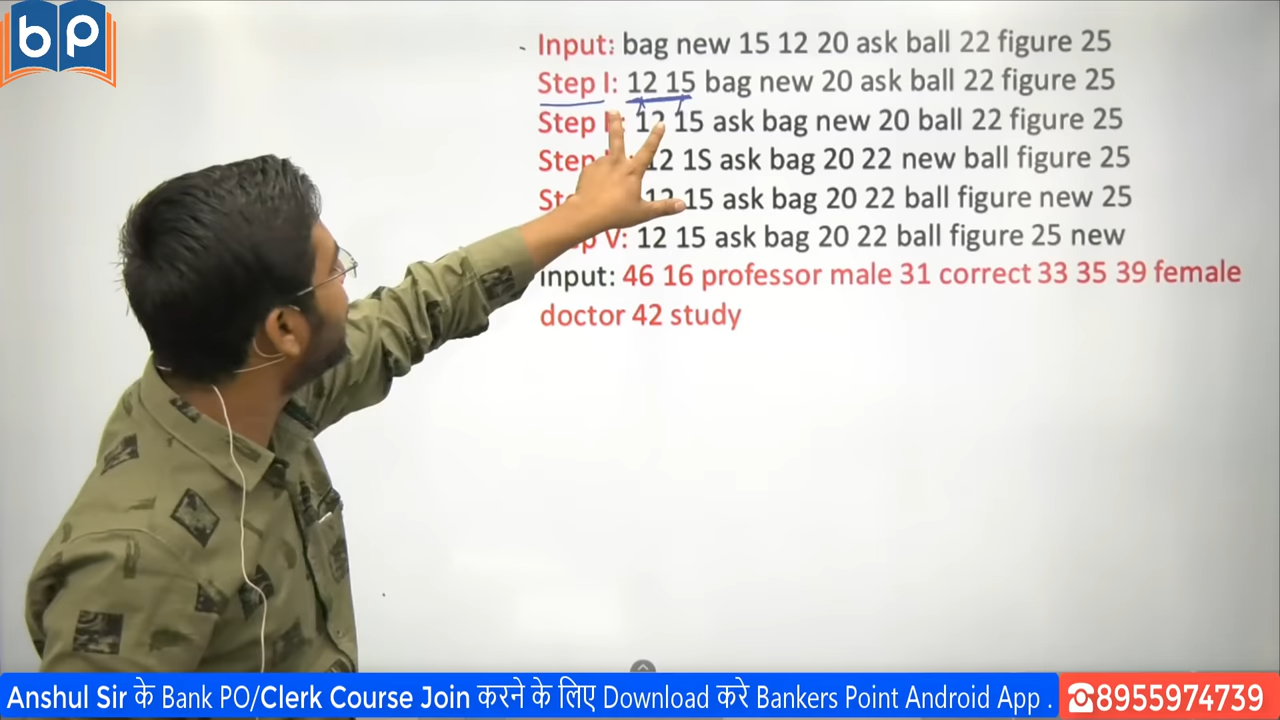 bp
Input: bag new 15 12 20 ask ball 22 figure 25
Step I: 12 15 bag new 20 ask ball 22 figure 25
Step 12 15 ask bag new 20 ball 22 figure 25
Step 12 1S ask bag 20 22 new ball figure 25
12 15 ask bag 20 22 ball figure new 25
V: 12 15 ask bag 20 22 ball figure 25 new
input: 46 16 professor male 31 correct 33 35 39 female
doctor 42 study
Anshul Sir के Bank PO/Clerk Course Join करने के लिए Download करे Bankers Point Android App .
☎8955974739